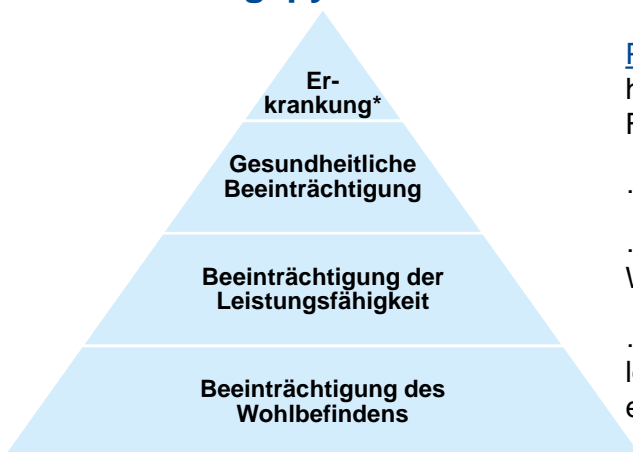 Er-
krankung*
Gesundheitliche
Beeinträchtigung
Beeinträchtigung der
Leistungsfähigkeit
Beeinträchtigung des
Wohlbefindens